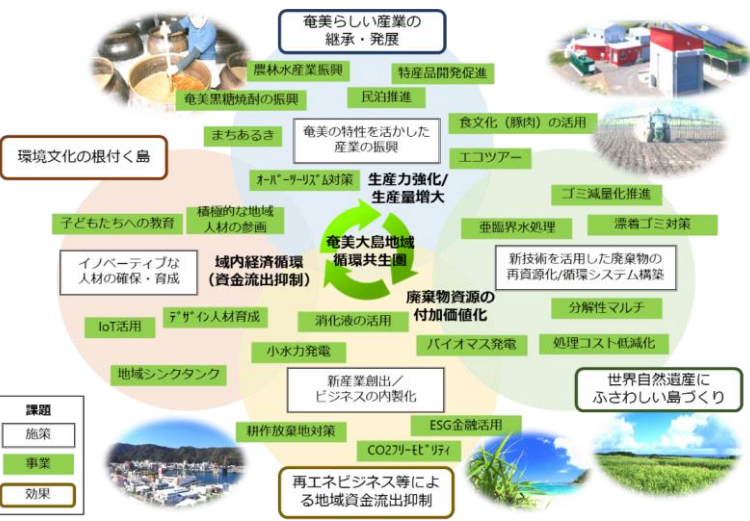 奄美らしい産業の
継承・発展
農林水産業振興
特産品開発促進
奄美黒糖焼酎の振興
民泊推進
まちあるき
奄美の特性を活かした
産業の振興
食文化(豚肉)の活用
エコツアー
環境文化の根付く島
ｵｰﾊﾞｰﾂｰﾘｽﾞﾑ対策
生産力強化/
生産量増大
ゴミ減量化推進
子どもたちへの教育
積極的な地域
人材の参画
亜臨界水処理
漂着ゴミ対策
奄美大島地域
循環共生圏
イノベーティブな
人材の確保・育成
域内経済循環
(資金流出抑制)
新技術を活用した廃棄物の
再資源化/循環システム構築
廃棄物資源の
付加価値化
分解性マルチ
IoT活用
ﾃﾞｻﾞｲﾝ人材育成
消化液の活用
小水力発電
バイオマス発電
処理コスト低減化
地域シンクタンク
新産業創出/
ビジネスの内製化
世界自然遺産に
ふさわしい島づくり
課題
施策
事業
効果
耕作放棄地対策
ESG金融活用
CO2ﾌﾘｰﾓﾋﾞﾘﾃｨ
再エネビジネス等によ
る地域資金流出抑制